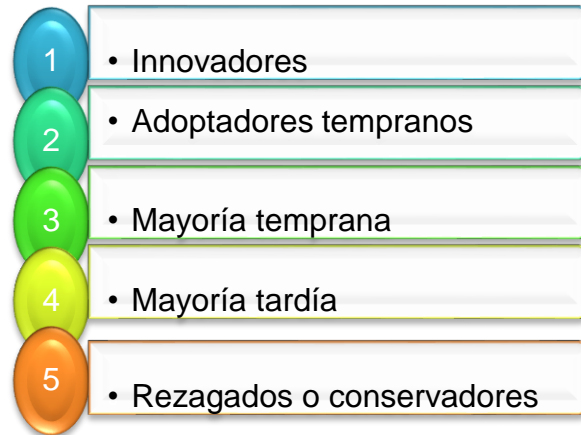 1 • Innovadores
2 • Adoptadores tempranos
3 • Mayoría temprana
4 • Mayoría tardía
5 • Rezagados o conservadores